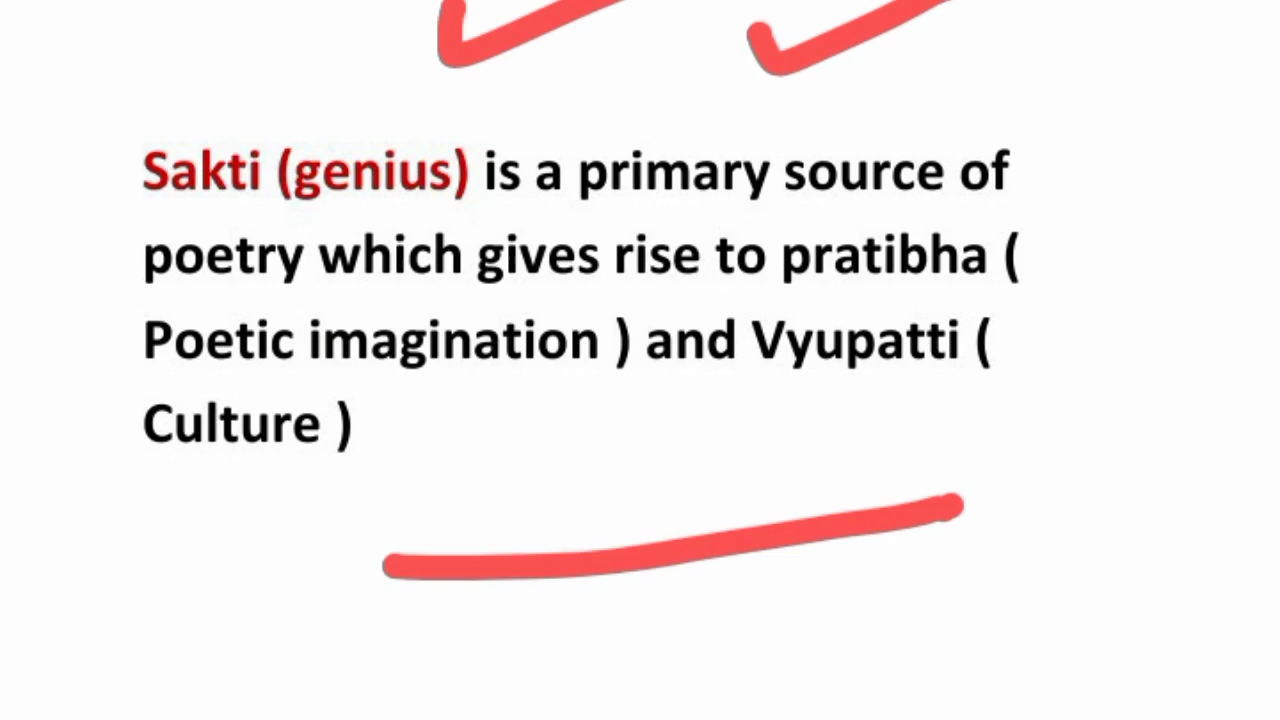 Sakti (genius) is a primary source of
poetry which gives rise to pratibha (
Poetic imagination ) and Vyupatti (
Culture )